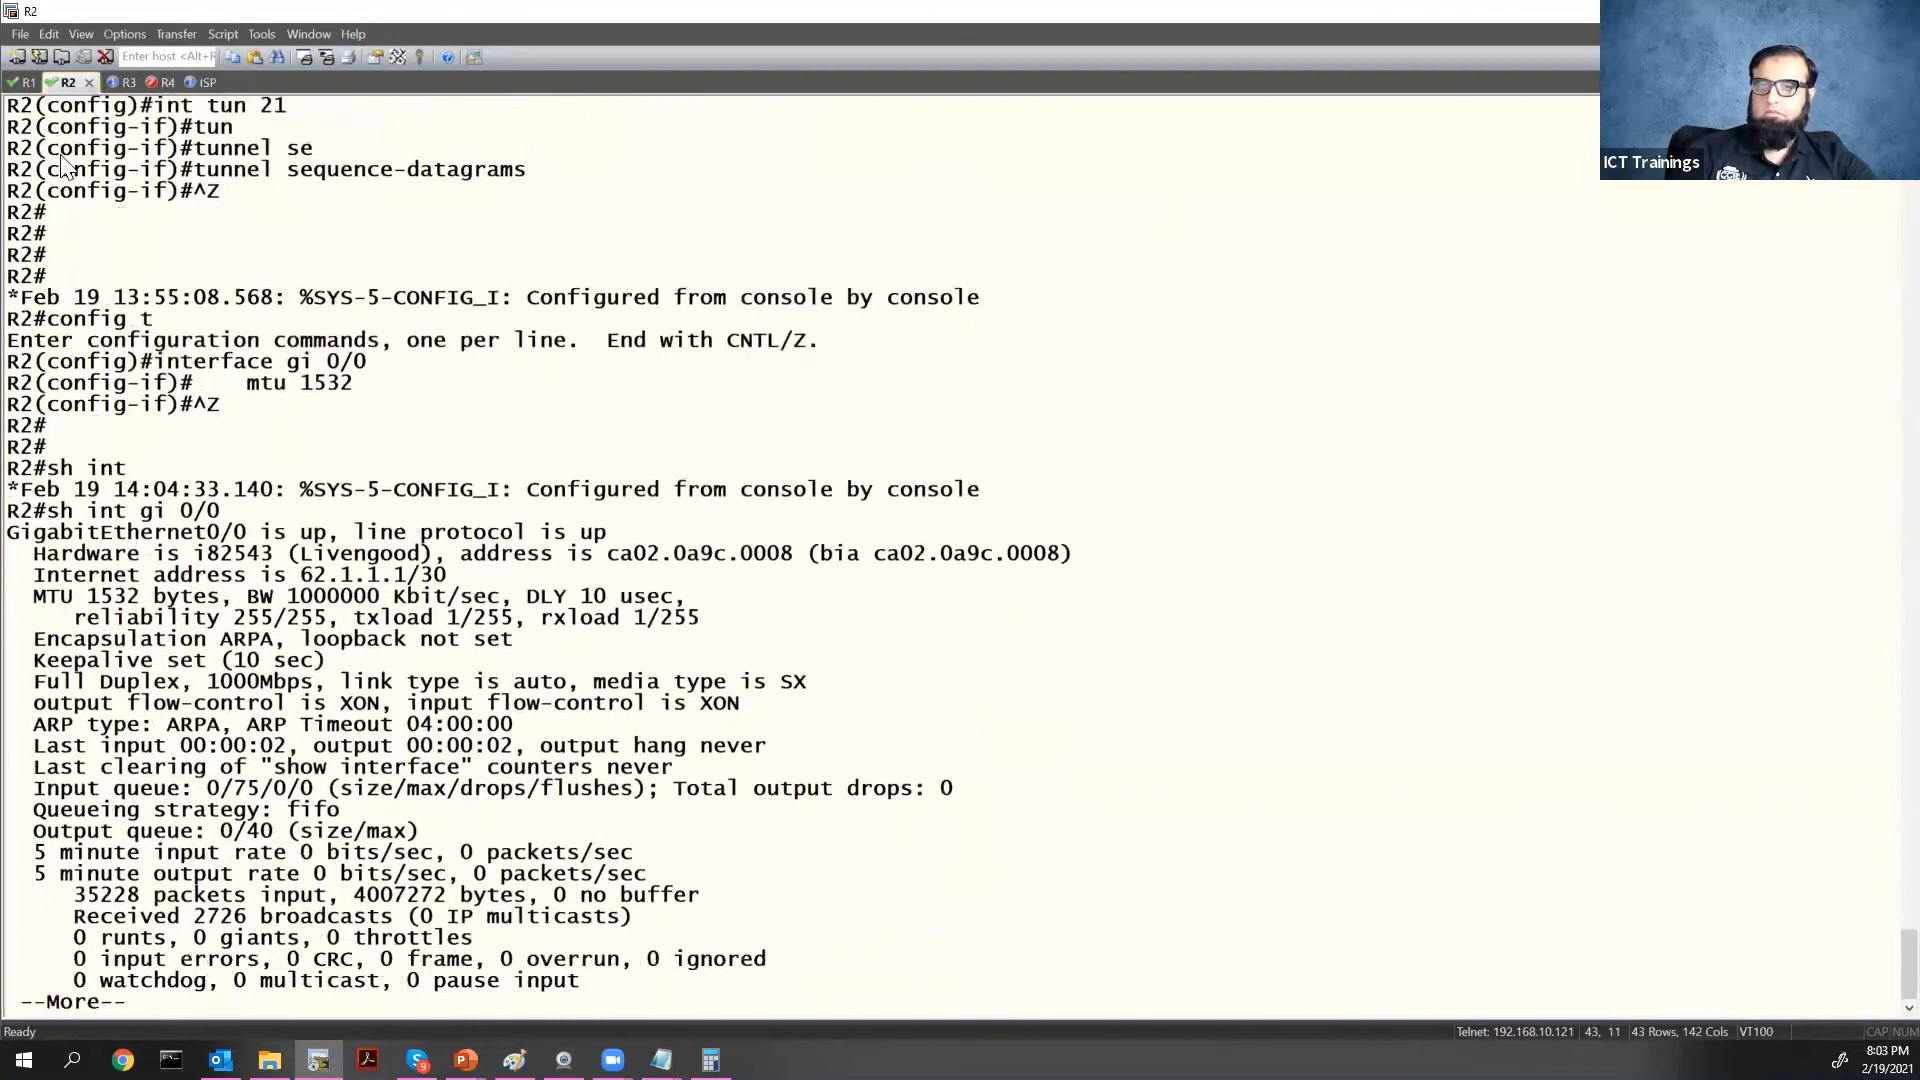 R2
File Edit View Options Transfer Script Tools Window Help
Enter host <Alt+R
R1 R2 R3 R4 ISP
R2(config)#int tun 21
R2(config-if)#tun
R2(config-if)#tunnel se
R2(config-if)#tunnel sequence-datagrams
R2(config-if)#^Z
R2#
R2#
R2#
R2#
*Feb 19 13:55:08.568: %SYS-5-CONFIG_I: Configured from console by console
R2#config t
Enter configuration commands, one per line.  End with CNTL/Z.
R2(config)#interface gi 0/0
R2(config-if)#    mtu 1532
R2(config-if)#^Z
R2#
R2#
R2#sh int
*Feb 19 14:04:33.140: %SYS-5-CONFIG_I: Configured from console by console
R2#sh int gi 0/0
GigabitEthernet0/0 is up, line protocol is up
Hardware is i82543 (Livengood), address is ca02.0a9c.0008 (bia ca02.0a9c.0008)
Internet address is 62.1.1.1/30
MTU 1532 bytes, BW 1000000 Kbit/sec, DLY 10 usec,
reliability 255/255, txload 1/255, rxload 1/255
Encapsulation ARPA, loopback not set
Keepalive set (10 sec)
Full Duplex, 1000Mbps, link type is auto, media type is SX
output flow-control is XON, input flow-control is XON
ARP type: ARPA, ARP Timeout 04:00:00
Last input 00:00:02, output 00:00:02, output hang never
Last clearing of "show interface" counters never
Input queue: 0/75/0/0 (size/max/drops/flushes); Total output drops: 0
Queueing strategy: fifo
Output queue: 0/40 (size/max)
5 minute input rate 0 bits/sec, 0 packets/sec
5 minute output rate 0 bits/sec, 0 packets/sec
35228 packets input, 4007272 bytes, 0 no buffer
Received 2726 broadcasts (0 IP multicasts)
0 runts, 0 giants, 0 throttles
0 input errors, 0 CRC, 0 frame, 0 overrun, 0 ignored
0 watchdog, 0 multicast, 0 pause input
--More--
ICT Trainings
Ready
Telnet: 192.168.10.121 43, 11 43 Rows, 142 Cols VT100 CAP NUM
9
8:03 PM
2/19/2021